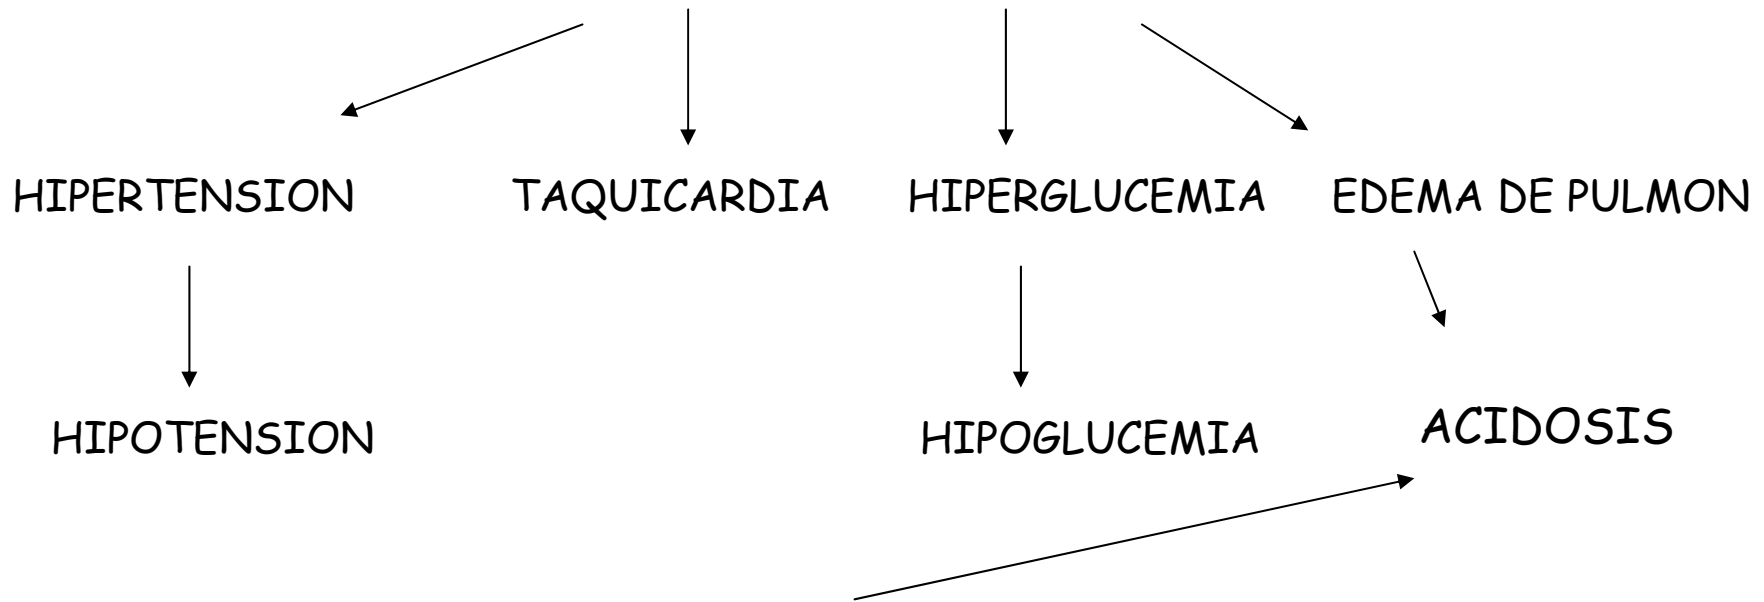 HIPERTENSION TAQUICARDIA HIPERGLUCEMIA EDEMA DE PULMON
HIPOTENSION HIPOGLUCEMIA ACIDOSIS